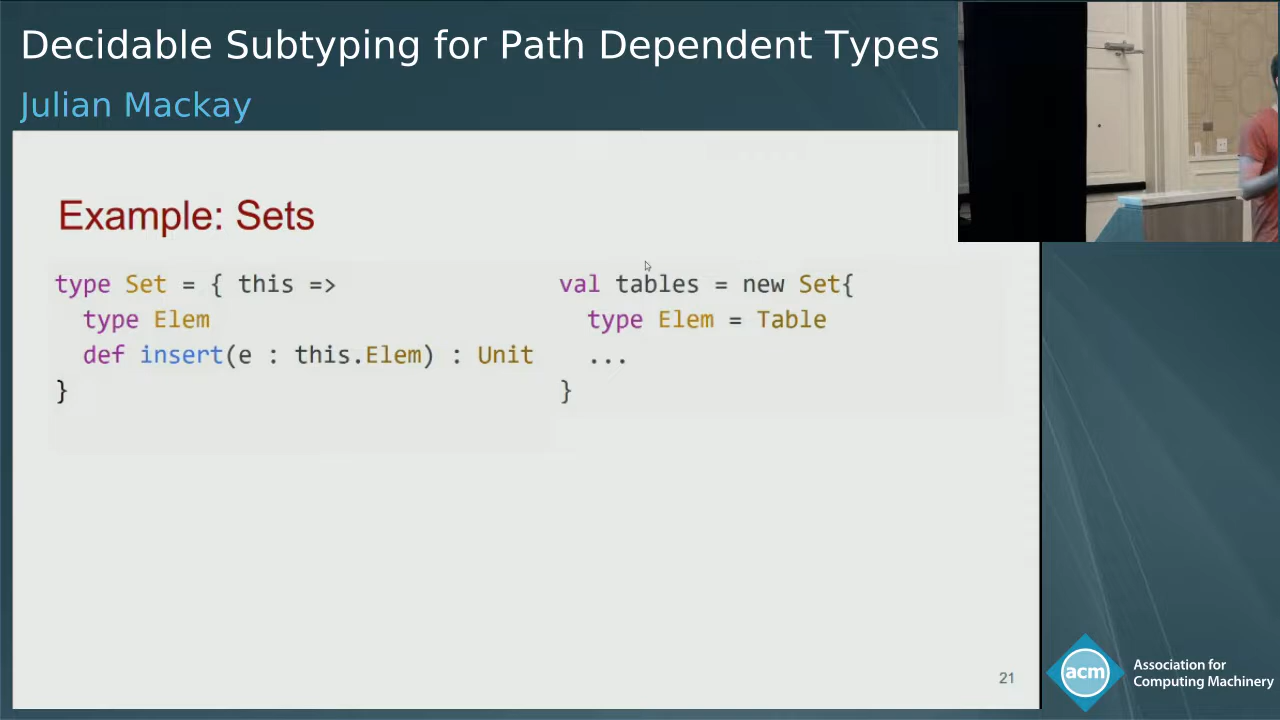 Decidable Subtyping for Path Dependent Types
Julian Mackay
Example: Sets
type Set = { this =>
type Elem
def insert(e : this.Elem) : Unit
}
val tables = new Set{
type Elem = Table
...
}
21
acm
Association for
Computing Machinery